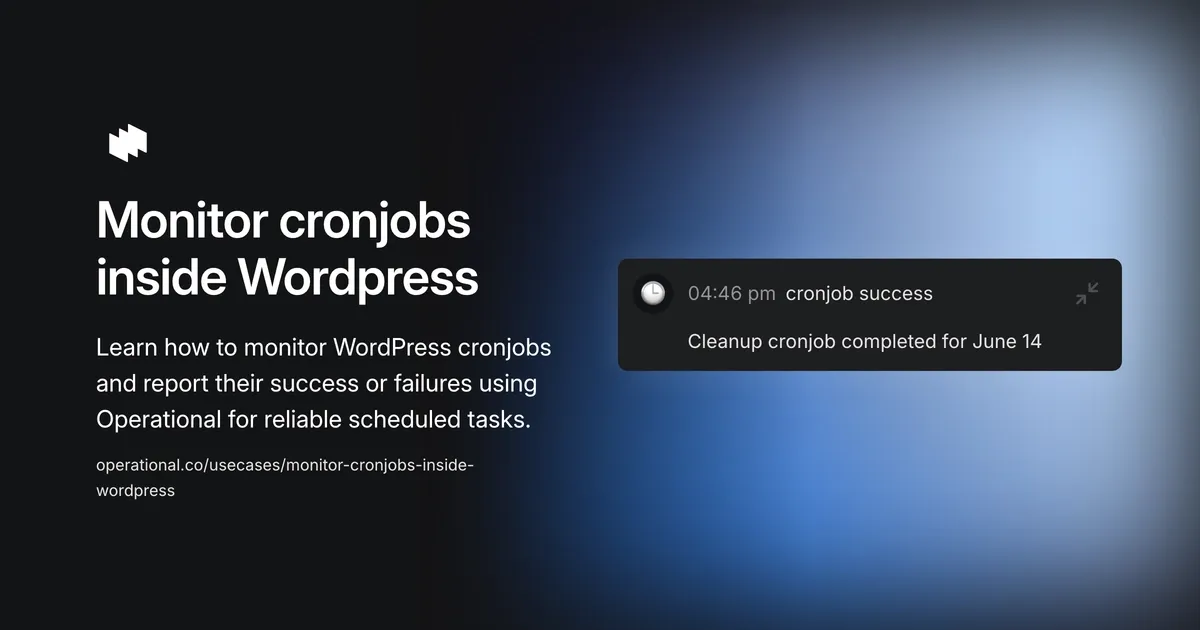 Monitor cronjobs
inside Wordpress
Learn how to monitor WordPress cronjobs
and report their success or failures using
Operational for reliable scheduled tasks.
operational.co/usecases/monitor-cronjobs-inside-
wordpress
04:46 pm cronjob success
Cleanup cronjob completed for June 14